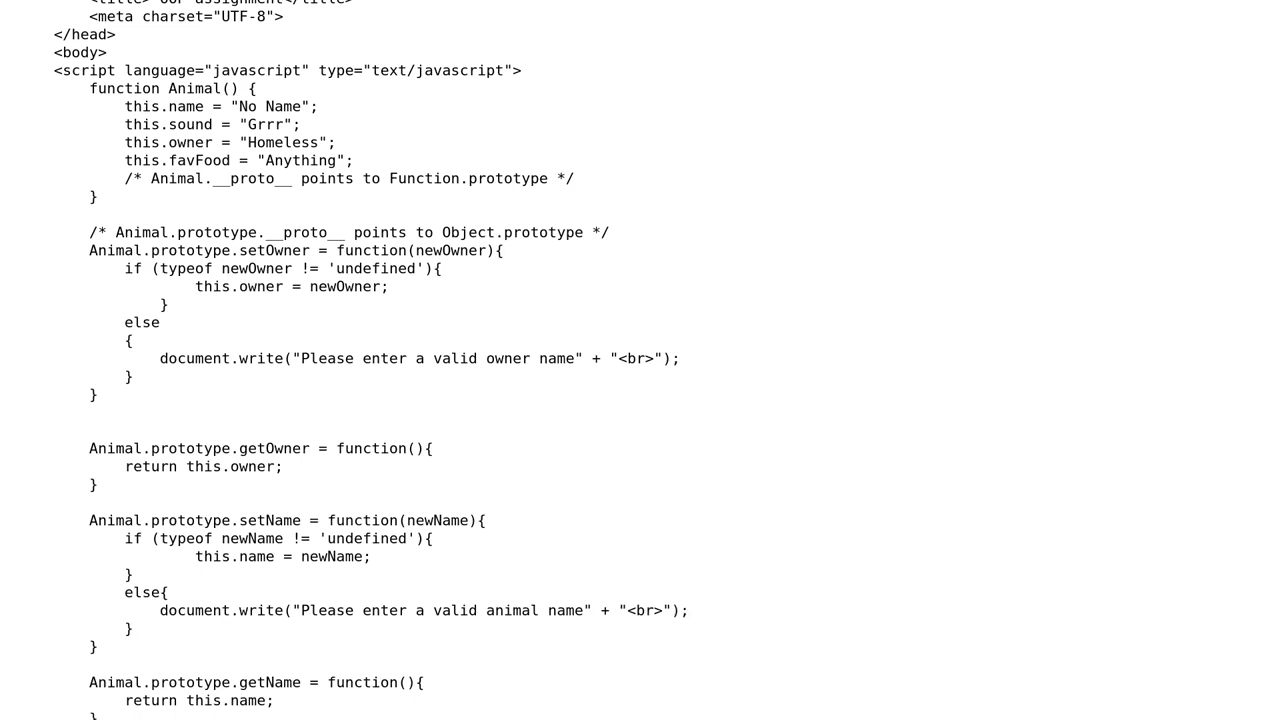 <meta charset="UTF-8">
</head>
<body>
<script language="javascript" type="text/javascript">
function Animal() {
this.name = "No Name";
this.sound = "Grrr";
this.owner = "Homeless";
this.favFood = "Anything";
/* Animal.__proto__ points to Function.prototype */
}
/* Animal.prototype.__proto__ points to Object.prototype */
Animal.prototype.setOwner = function(newOwner){
if (typeof newOwner != 'undefined'){
this.owner = newOwner;
}
else
{
document.write("Please enter a valid owner name" + "<br>");
}
}
Animal.prototype.getOwner = function(){
return this.owner;
}
Animal.prototype.setName = function(newName){
if (typeof newName != 'undefined'){
this.name = newName;
}
else{
document.write("Please enter a valid animal name" + "<br>");
}
}
Animal.prototype.getName = function(){
return this.name;
}